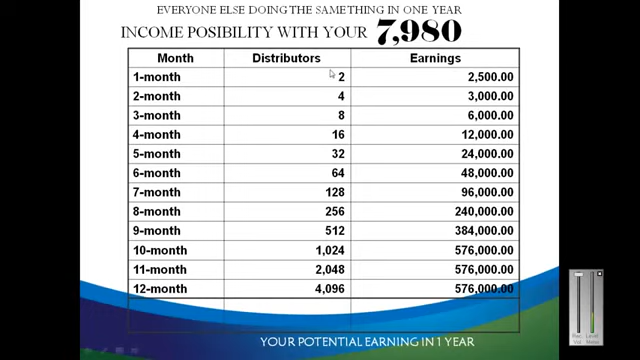 EVERYONE ELSE DOING THE SAMETHING IN ONE YEAR
INCOME POSIBILITY WITH YOUR 7,980
Month Distributors Earnings
1-month 2 2,500.00
2-month 4 3,000.00
3-month 8 6,000.00
4-month 16 12,000.00
5-month 32 24,000.00
6-month 64 48,000.00
7-month 128 96,000.00
8-month 256 240,000.00
9-month 512 384,000.00
10-month 1,024 576,000.00
11-month 2,048 576,000.00
12-month 4,096 576,000.00
YOUR POTENTIAL EARNING IN 1 YEAR
Rec. Level
Vol